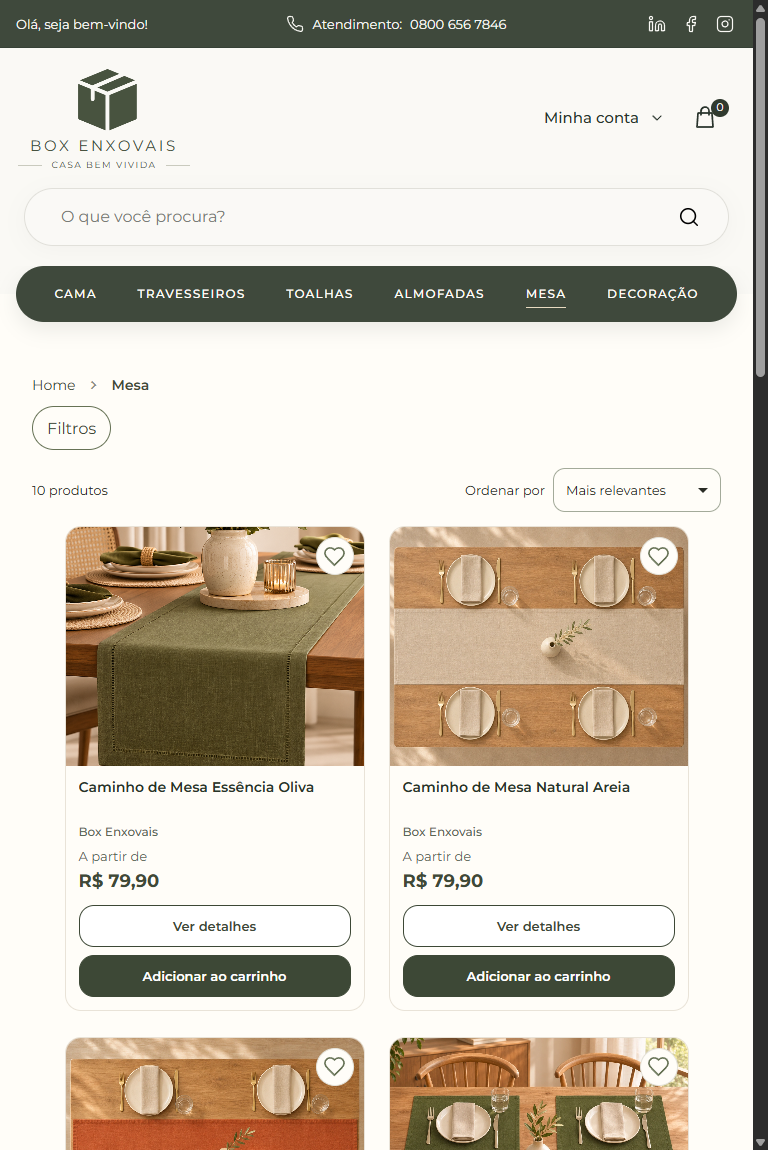 Olá, seja bem-vindo!
Atendimento: 0800 656 7846
BOX ENXOVAIS
CASA BEM VIVIDA
Minha conta
0
O que você procura?
CAMA TRAVESSEIROS TOALHAS ALMOFADAS MESA DECORAÇÃO
Home > Mesa
Filtros
10 produtos
Ordenar por Mais relevantes
Caminho de Mesa Essência Oliva
Box Enxovais
A partir de
R$ 79,90
Ver detalhes
Adicionar ao carrinho
Caminho de Mesa Natural Areia
Box Enxovais
A partir de
R$ 79,90
Ver detalhes
Adicionar ao carrinho